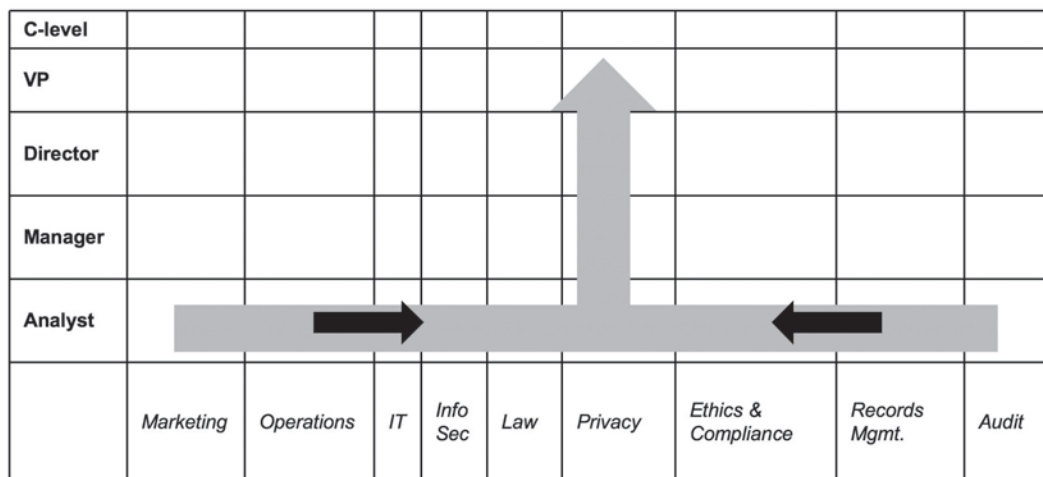 C-level
VP
Director
Manager
Analyst
Marketing
Operations
IT
Info
Sec
Law
Privacy
Ethics &
Compliance
Records
Mgmt.
Audit